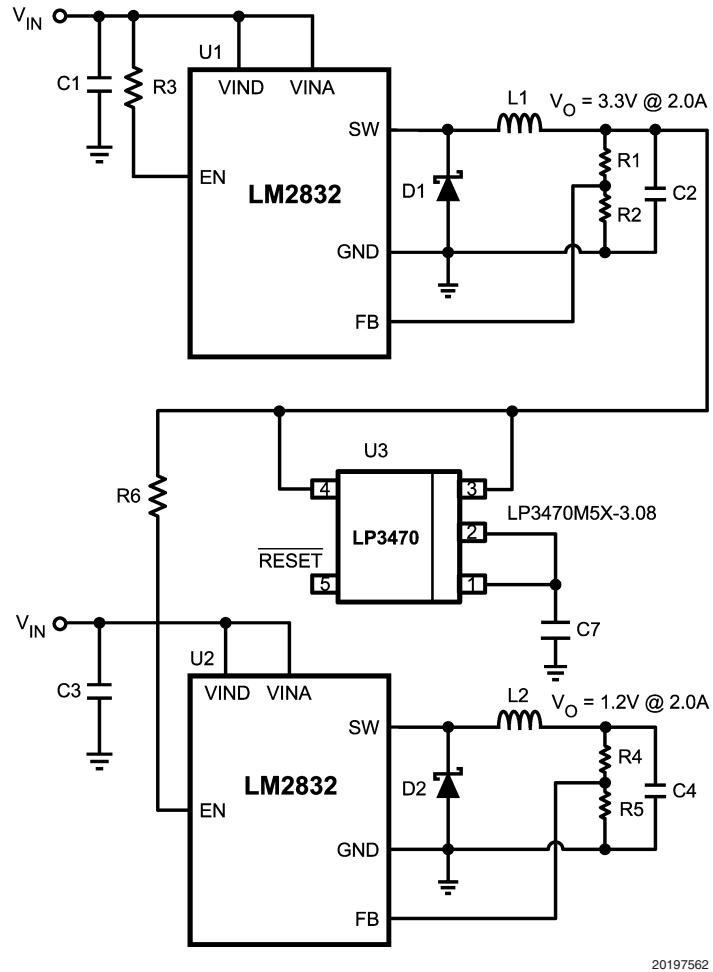 VIN
C1
R3
U1
VIND VINA
EN
LM2832
SW
GND
FB
L1
VO = 3.3V @ 2.0A
D1
R1
R2
C2
R6
U3
4
3
LP3470M5X-3.08
LP3470
2
RESET
5
1
C7
VIN
C3
U2
VIND VINA
EN
LM2832
SW
GND
FB
L2
VO = 1.2V @ 2.0A
D2
R4
R5
C4
20197562